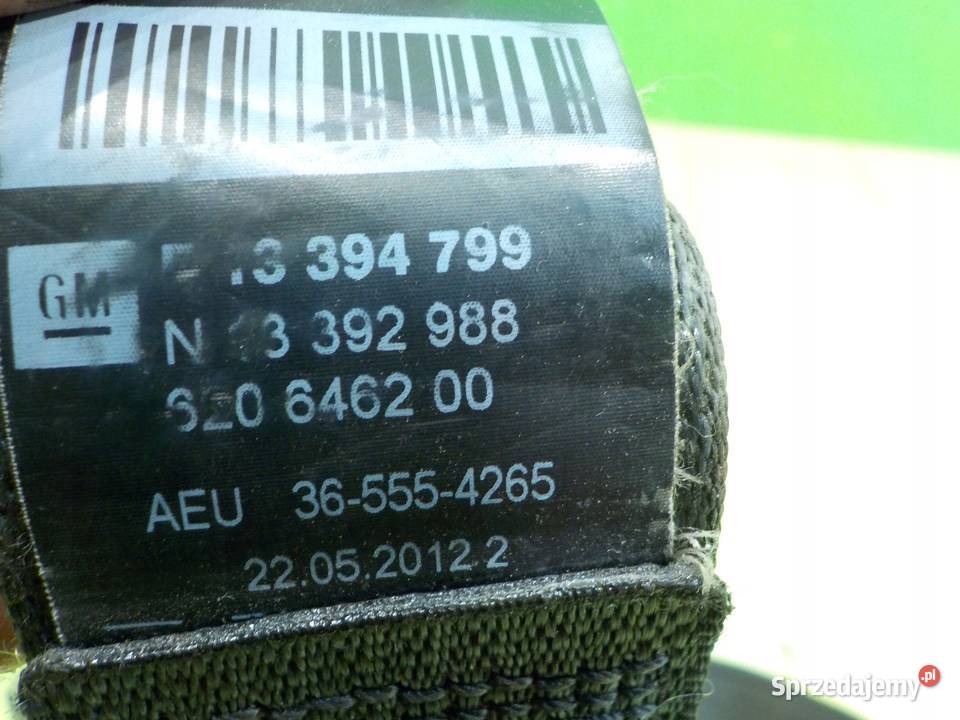 GM
13 394 799
N 13 392 988
620 6462 00
AEU 36-555-4265
22.05.2012 2
Sprzedajemy.pl